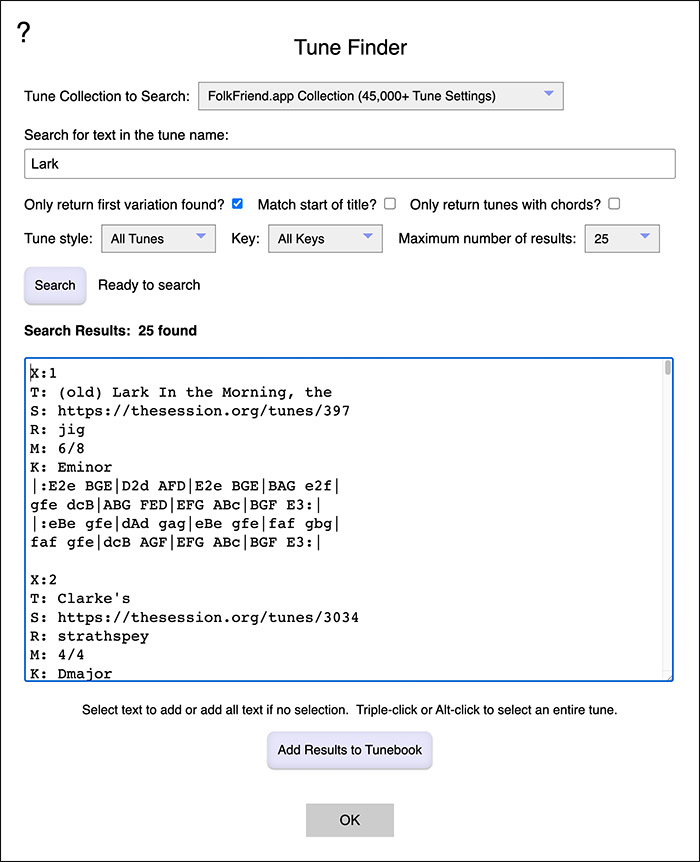 ?
Tune Finder
Tune Collection to Search: FolkFriend.app Collection (45,000+ Tune Settings)
Search for text in the tune name:
Lark
Only return first variation found? Match start of title? Only return tunes with chords?
Tune style: All Tunes Key: All Keys Maximum number of results: 25
Search Ready to search
Search Results: 25 found
X:1
T: (old) Lark In the Morning, the
S: https://thesession.org/tunes/397
R: jig
M: 6/8
K: Eminor
|:E2e BGE|D2d AFD|E2e BGE|BAG e2f|
gfe dcB|ABG FED|EFG ABc|BGF E3:|
|:eBe gfe|dAd gag|eBe gfe|faf gbg|
faf gfe|dcB AGF|EFG ABc|BGF E3:|
X:2
T: Clarke's
S: https://thesession.org/tunes/3034
R: strathspey
M: 4/4
K: Dmajor
Select text to add or add all text if no selection. Triple-click or Alt-click to select an entire tune.
Add Results to Tunebook
OK